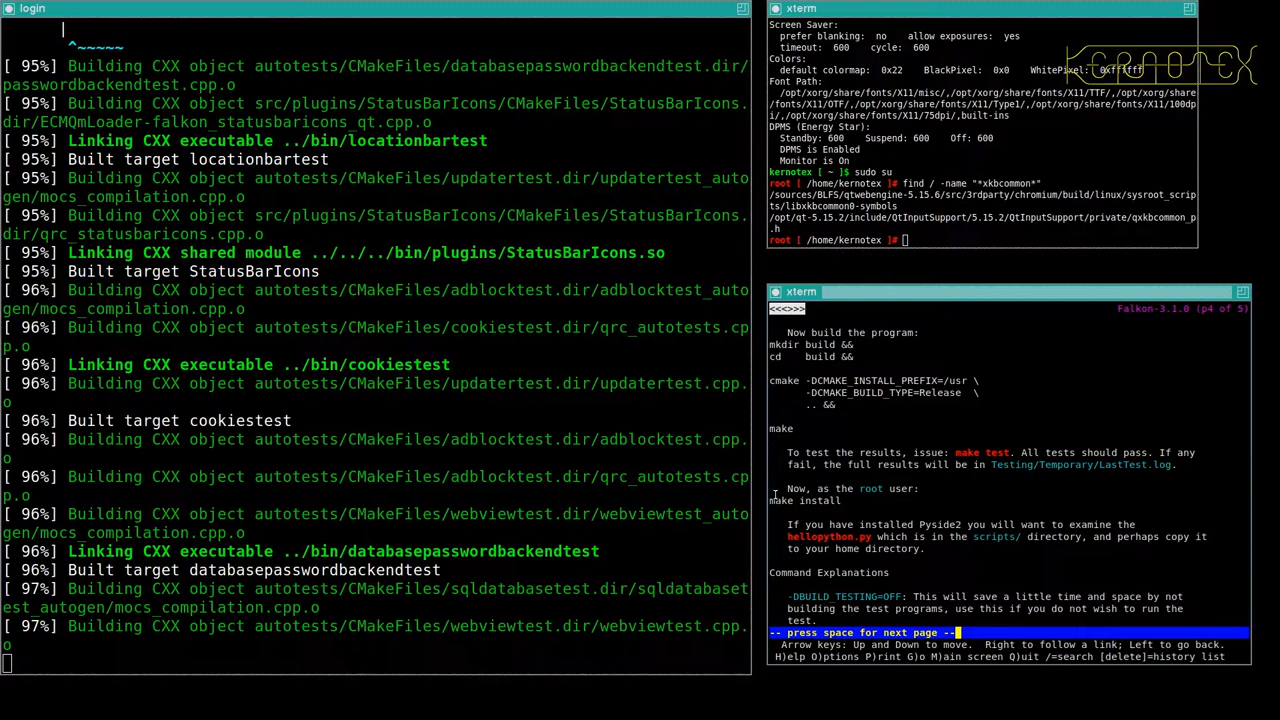 login
^~~~~~
[ 95%] Building CXX object autotests/CMakeFiles/databasepasswordbackendtest.dir/
passwordbackendtest.cpp.o
[ 95%] Building CXX object src/plugins/StatusBarIcons/CMakeFiles/StatusBarIcons.
dir/ECMQmLoader-falkon_statusbaricons_qt.cpp.o
[ 95%] Linking CXX executable ../bin/locationbartest
[ 95%] Built target locationbartest
[ 95%] Building CXX object autotests/CMakeFiles/updatertest.dir/updatertest_auto
gen/mocs_compilation.cpp.o
[ 95%] Building CXX object src/plugins/StatusBarIcons/CMakeFiles/StatusBarIcons.
dir/qrc_statusbaricons.cpp.o
[ 95%] Linking CXX shared module ../../../bin/plugins/StatusBarIcons.so
[ 95%] Built target StatusBarIcons
[ 95%] Building CXX object autotests/CMakeFiles/adblocktest.dir/adblocktest_auto
gen/mocs_compilation.cpp.o
[ 96%] Building CXX object autotests/CMakeFiles/cookiestest.dir/qrc_autotests.cp
p.o
[ 96%] Linking CXX executable ../bin/cookiestest
[ 96%] Building CXX object autotests/CMakeFiles/updatertest.dir/updatertest.cpp.
o
[ 96%] Built target cookiestest
[ 96%] Building CXX object autotests/CMakeFiles/adblocktest.dir/adblocktest.cpp.
o
[ 96%] Building CXX object autotests/CMakeFiles/adblocktest.dir/qrc_autotests.cp
p.o
[ 96%] Building CXX object autotests/CMakeFiles/webviewtest.dir/webviewtest_auto
gen/mocs_compilation.cpp.o
[ 96%] Linking CXX executable ../bin/databasepasswordbackendtest
[ 96%] Built target databasepasswordbackendtest
[ 97%] Building CXX object autotests/CMakeFiles/sqldatabasetest.dir/sqldatabaset
est_autogen/mocs_compilation.cpp.o
[ 97%] Building CXX object autotests/CMakeFiles/webviewtest.dir/webviewtest.cpp.
o
xterm
Screen Saver:
prefer blanking:  no    allow exposures:  yes
timeout:  600    cycle:  600
Colors:
default colormap:  0x22    BlackPixel:  0x0    WhitePixel:  0xffffff
Font Path:
/opt/xorg/share/fonts/X11/misc/,/opt/xorg/share/fonts/X11/TTF/,/opt/xorg/share
/fonts/X11/OTF/,/opt/xorg/share/fonts/X11/Type1/,/opt/xorg/share/fonts/X11/100dp
i/,/opt/xorg/share/fonts/X11/75dpi/,built-ins
DPMS (Energy Star):
Standby: 600    Suspend: 600    Off: 600
DPMS is Enabled
Monitor is On
kernotex [ ~ ]$ sudo su
root [ /home/kernotex ]# find / -name "*xkbcommon*"
/sources/BLFS/qtwebengine-5.15.6/src/3rdparty/chromium/build/linux/sysroot_scrip
ts/libxkbcommon0-symbols
/opt/qt-5.15.2/include/QtInputSupport/5.15.2/QtInputSupport/private/qxkbcommon_p
.h
root [ /home/kernotex ]#
KERNOTEX
xterm
<<<>>> Falkon-3.1.0 (p4 of 5)
Now build the program:
mkdir build &&
cd    build &&
cmake -DCMAKE_INSTALL_PREFIX=/usr \
-DCMAKE_BUILD_TYPE=Release  \
.. &&
make
To test the results, issue: make test. All tests should pass. If any
fail, the full results will be in Testing/Temporary/LastTest.log.
Now, as the root user:
make install
If you have installed Pyside2 you will want to examine the
hellopython.py which is in the scripts/ directory, and perhaps copy it
to your home directory.
Command Explanations
-DBUILD_TESTING=OFF: This will save a little time and space by not
building the test programs, use this if you do not wish to run the
test.
-- press space for next page --
Arrow keys: Up and Down to move.  Right to follow a link; Left to go back.
H)elp O)ptions P)rint G)o M)ain screen Q)uit /=search [delete]=history list